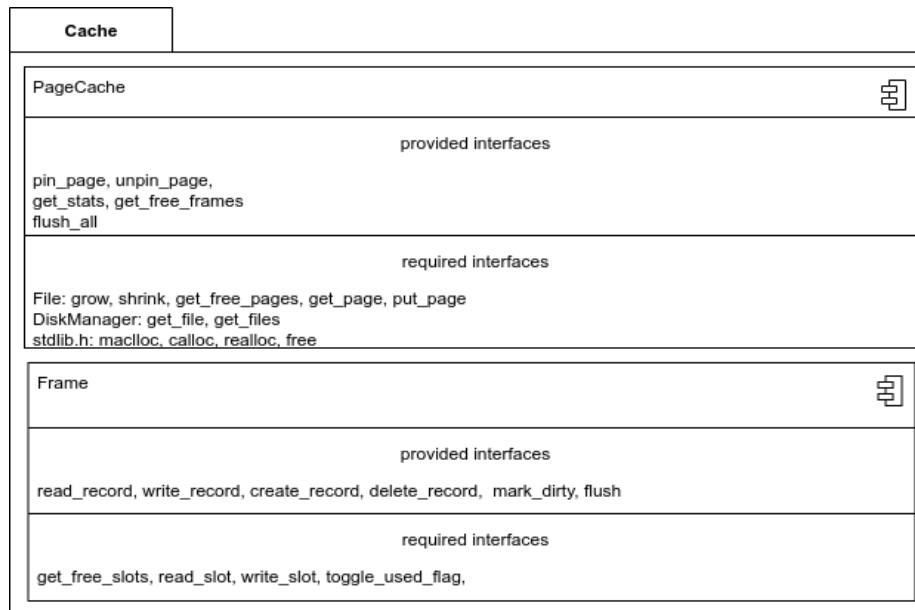 Cache
PageCache
provided interfaces
pin_page, unpin_page,
get_stats, get_free_frames
flush_all
required interfaces
File: grow, shrink, get_free_pages, get_page, put_page
DiskManager: get_file, get_files
stdlib.h: maclloc, calloc, realloc, free
Frame
provided interfaces
read_record, write_record, create_record, delete_record, mark_dirty, flush
required interfaces
get_free_slots, read_slot, write_slot, toggle_used_flag,